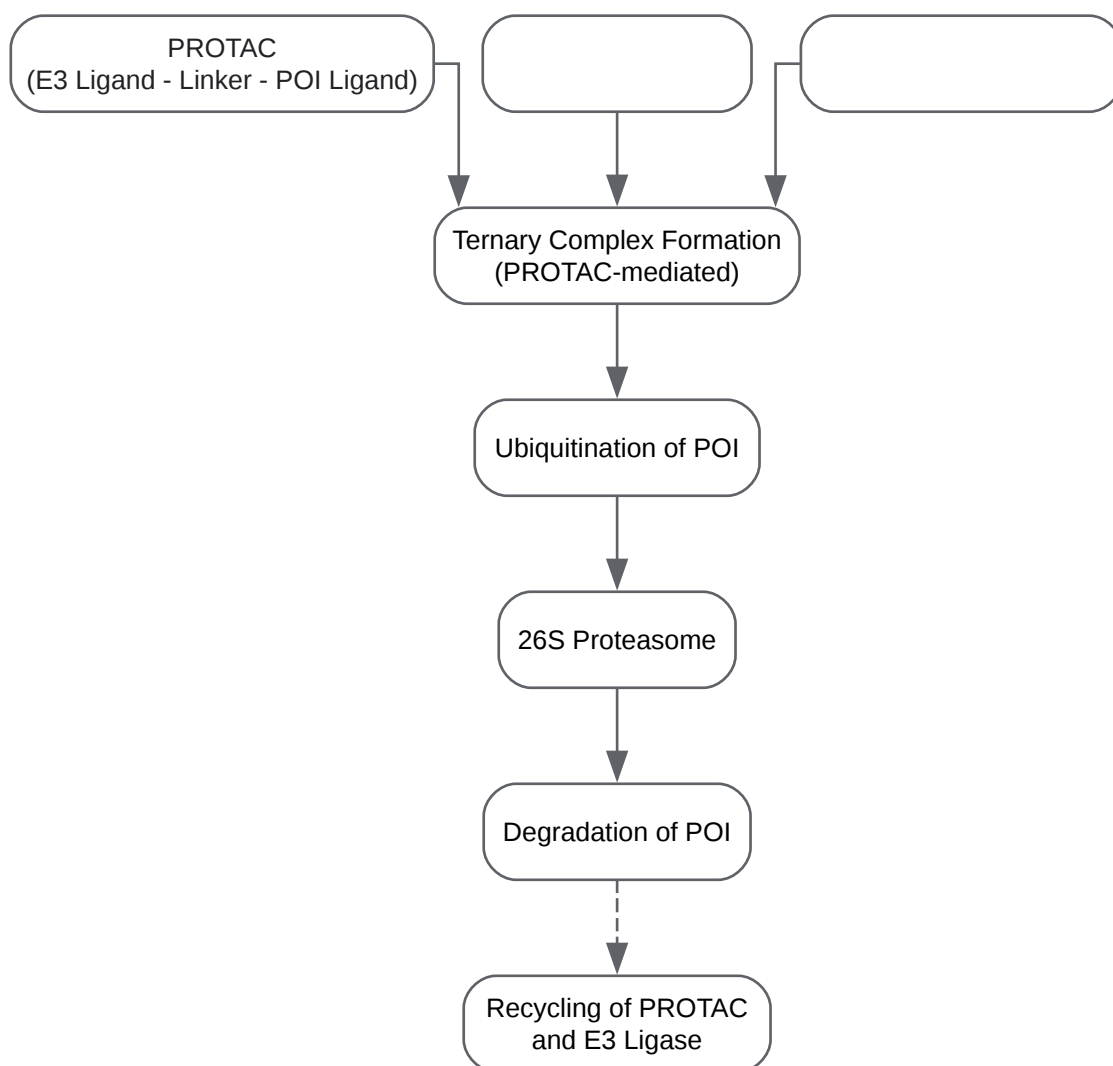 PROTAC
(E3 Ligand - Linker - POI Ligand)
Ternary Complex Formation
(PROTAC-mediated)
Ubiquitination of POI
26S Proteasome
Degradation of POI
Recycling of PROTAC
and E3 Ligase